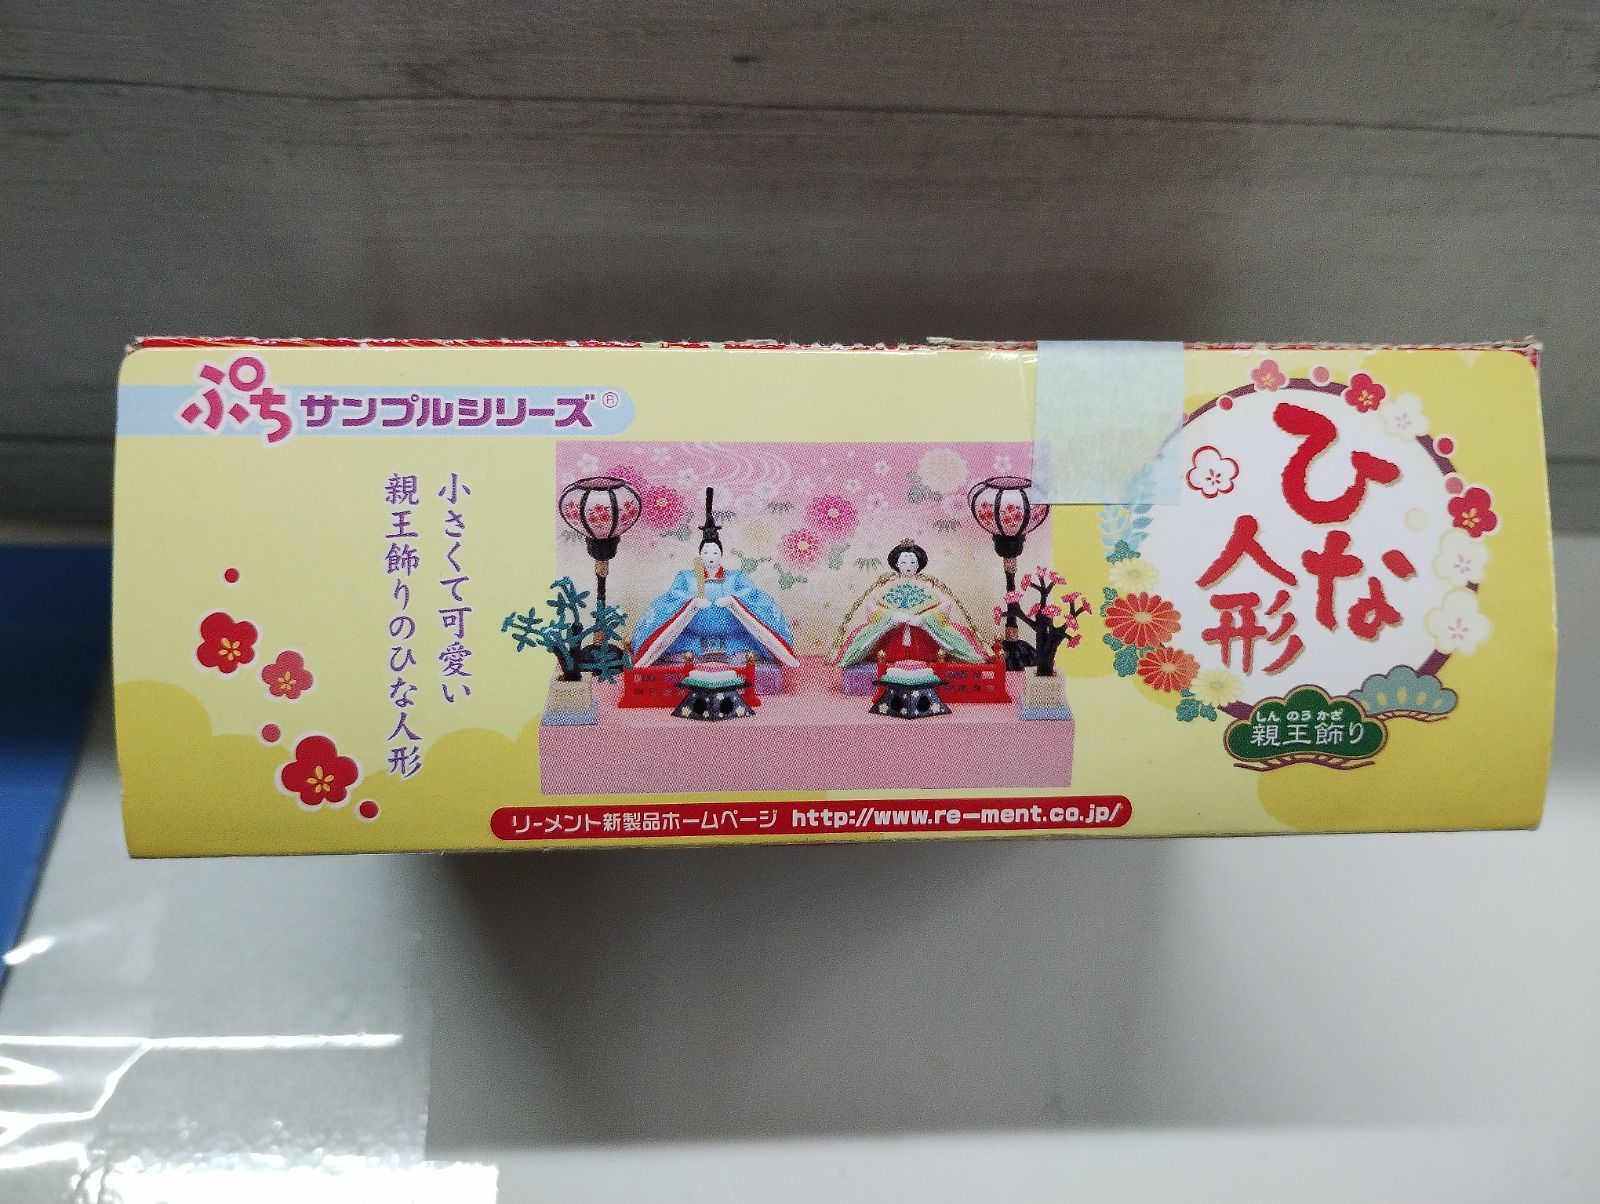 ぷちサンプルシリーズ®
小さくて可愛い
親王飾りのひな人形
ひな
人形
しんのうかざ
親王飾り
リーメント新製品ホームページ http://www.re-ment.co.jp/